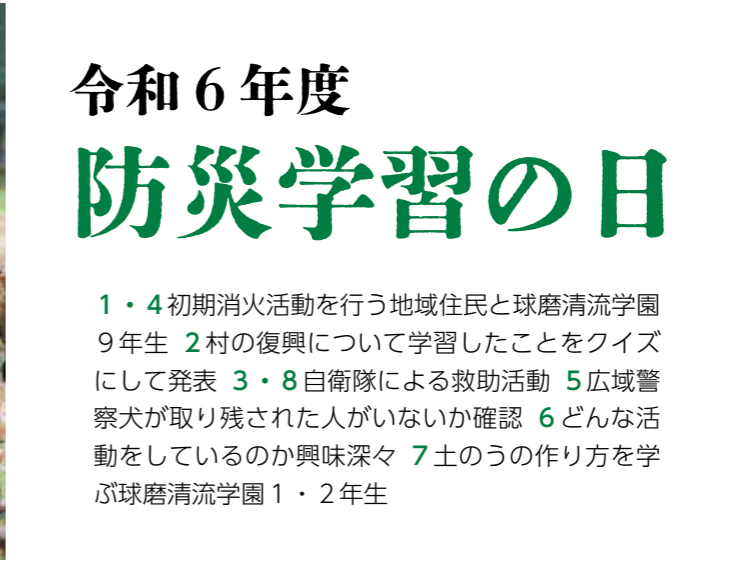 令和６年度
防災学習の日
1・4初期消火活動を行う地域住民と球磨清流学園
９年生 2村の復興について学習したことをクイズ
にして発表 3・8自衛隊による救助活動 5広域警
察犬が取り残された人がいないか確認 6どんな活
動をしているのか興味深々 7土のうの作り方を学
ぶ球磨清流学園１・２年生